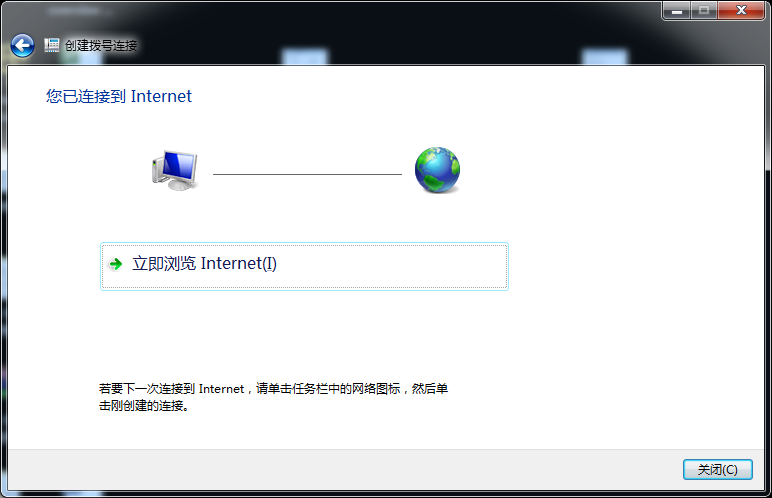 创建拨号连接
您已连接到 Internet
立即浏览 Internet(I)
若要下一次连接到 Internet，请单击任务栏中的网络图标，然后单
击刚创建的连接。
关闭(C)